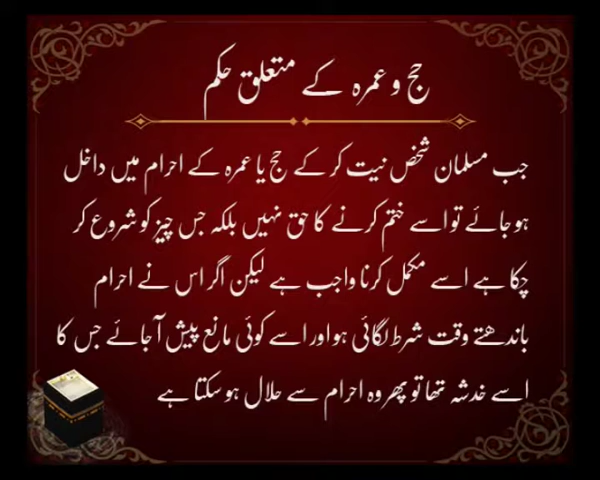 حج و عمرہ کے متعلق حکم
جب مسلمان شخص نیت کر کے حج یا عمرہ کے احرام میں داخل
ہو جائے تو اسے ختم کرنے کا حق نہیں بلکہ جس چیز کو شروع کر
چکا ہے اسے مکمل کرنا واجب ہے لیکن اگر اس نے احرام
باندھتے وقت شرط لگائی ہو اور اسے کوئی مانع پیش آ جائے جس کا
اسے خدشہ تھا تو پھر وہ احرام سے حلال ہو سکتا ہے